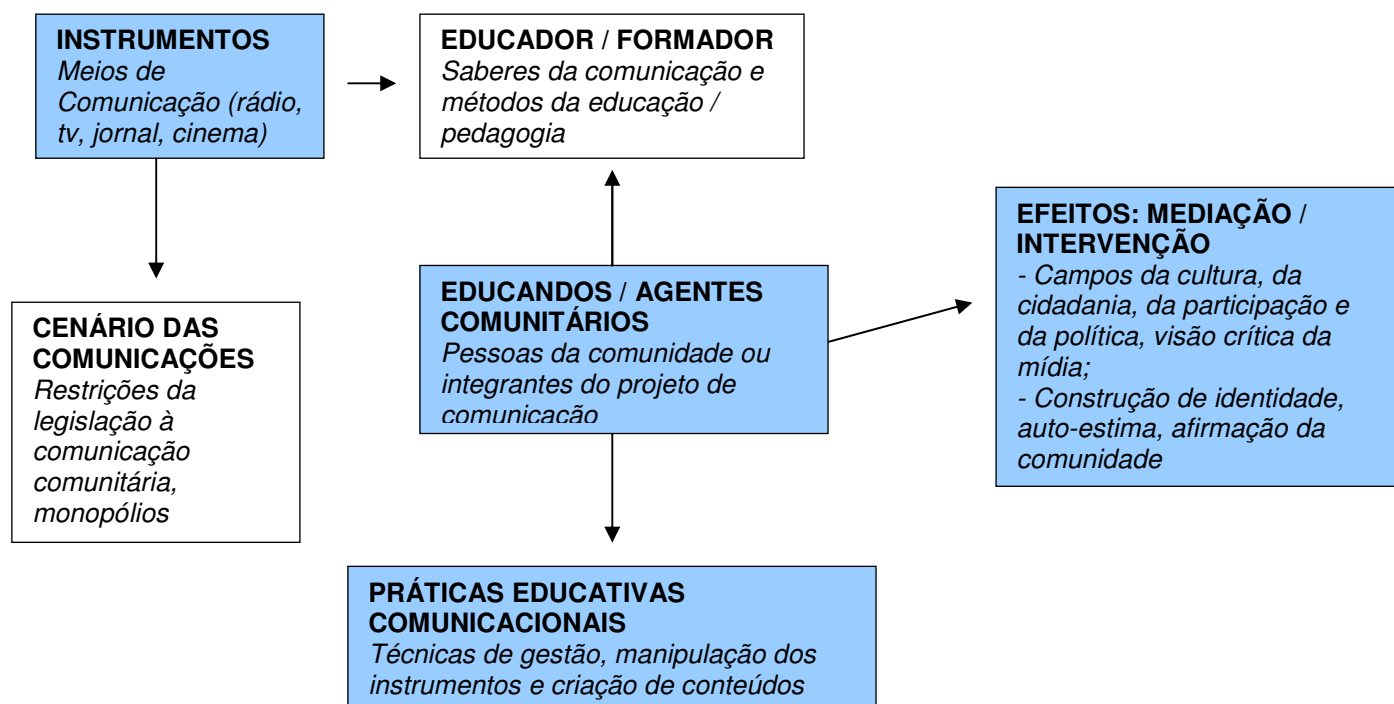 INSTRUMENTOS
Meios de
Comunicação (rádio,
tv, jornal, cinema)
EDUCADOR / FORMADOR
Saberes da comunicação e
métodos da educação /
pedagogia
EFEITOS: MEDIAÇÃO /
INTERVENÇÃO
- Campos da cultura, da
cidadania, da participação e
da política, visão crítica da
mídia;
- Construção de identidade,
auto-estima, afirmação da
comunidade
EDUCANDOS / AGENTES
COMUNITÁRIOS
Pessoas da comunidade ou
integrantes do projeto de
comunicação
CENÁRIO DAS
COMUNICAÇÕES
Restrições da
legislação à
comunicação
comunitária,
monopólios
PRÁTICAS EDUCATIVAS
COMUNICACIONAIS
Técnicas de gestão, manipulação dos
instrumentos e criação de conteúdos